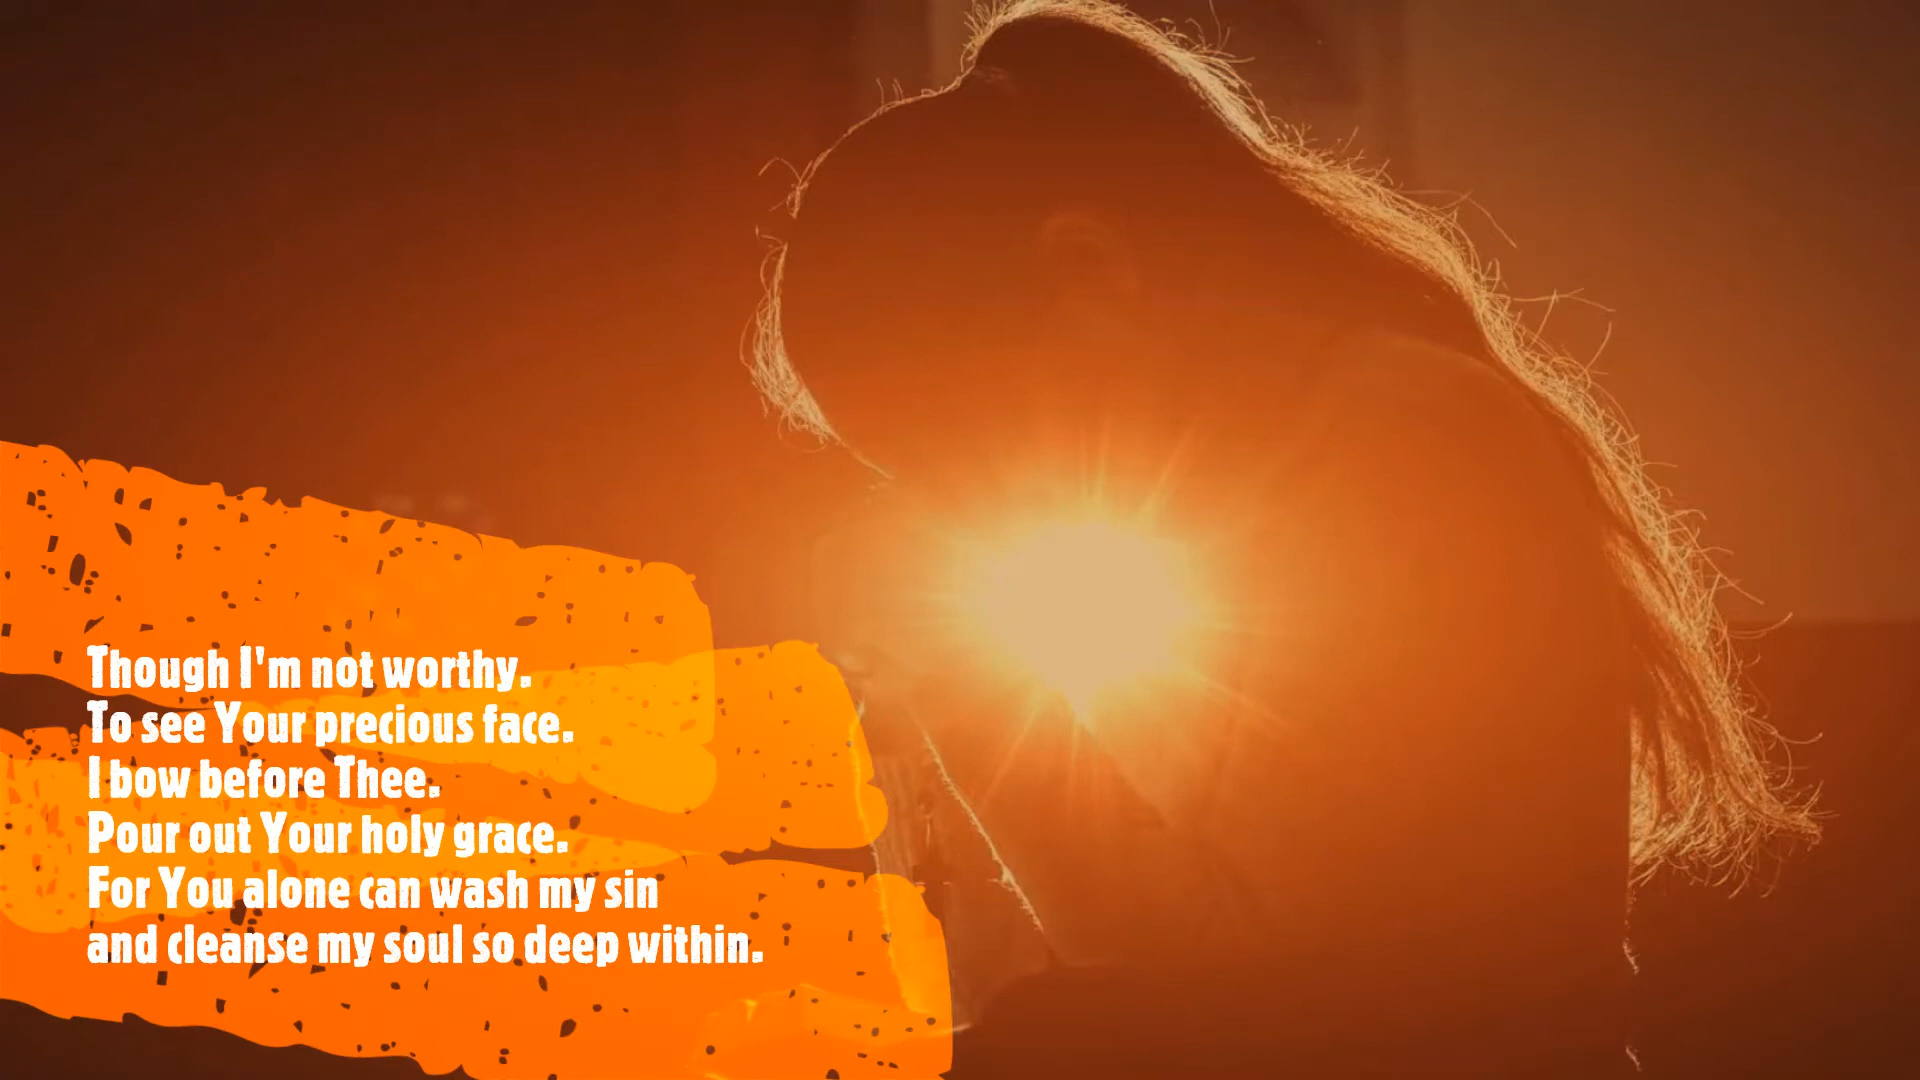 Though I'm not worthy.
To see Your precious face.
I bow before Thee.
Pour out Your holy grace.
For You alone can wash my sin
and cleanse my soul so deep within.